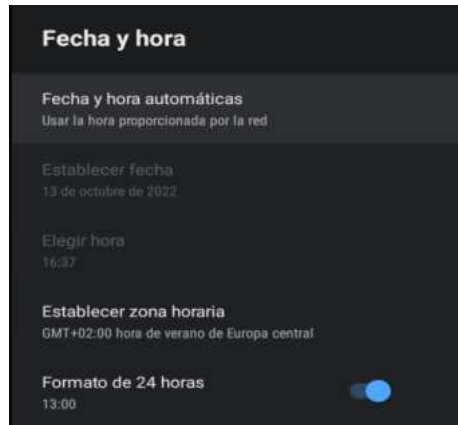 Fecha y hora
Fecha y hora automáticas
Usar la hora proporcionada por la red
Establecer fecha
13 de octubre de 2022
Elegir hora
16:37
Establecer zona horaria
GMT+02:00 hora de verano de Europa central
Formato de 24 horas
13:00